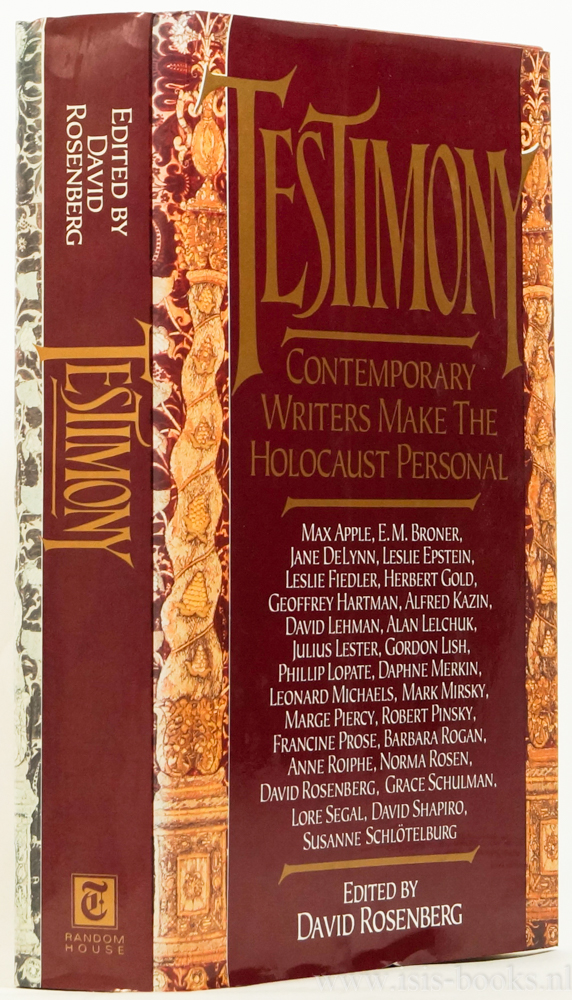 EDITED BY
DAVID
ROSENBERG
TESTIMONY
T
RANDOM
HOUSE
TESTIMONY
CONTEMPORARY
WRITERS MAKE THE
HOLOCAUST PERSONAL
MAX APPLE, E.M. BRONER,
JANE DELYNN, LESLIE EPSTEIN,
LESLIE FIEDLER, HERBERT GOLD,
GEOFFREY HARTMAN, ALFRED KAZIN,
DAVID LEHMAN, ALAN LELCHUK,
JULIUS LESTER, GORDON LISH,
PHILLIP LOPATE, DAPHNE MERKIN,
LEONARD MICHAELS, MARK MIRSKY,
MARGE PIERCY, ROBERT PINSKY,
FRANCINE PROSE, BARBARA ROGAN,
ANNE ROIPHE, NORMA ROSEN,
DAVID ROSENBERG, GRACE SCHULMAN,
LORE SEGAL, DAVID SHAPIRO,
SUSANNE SCHLÖTELBURG
EDITED BY
DAVID ROSENBERG
www.isis-books.nl